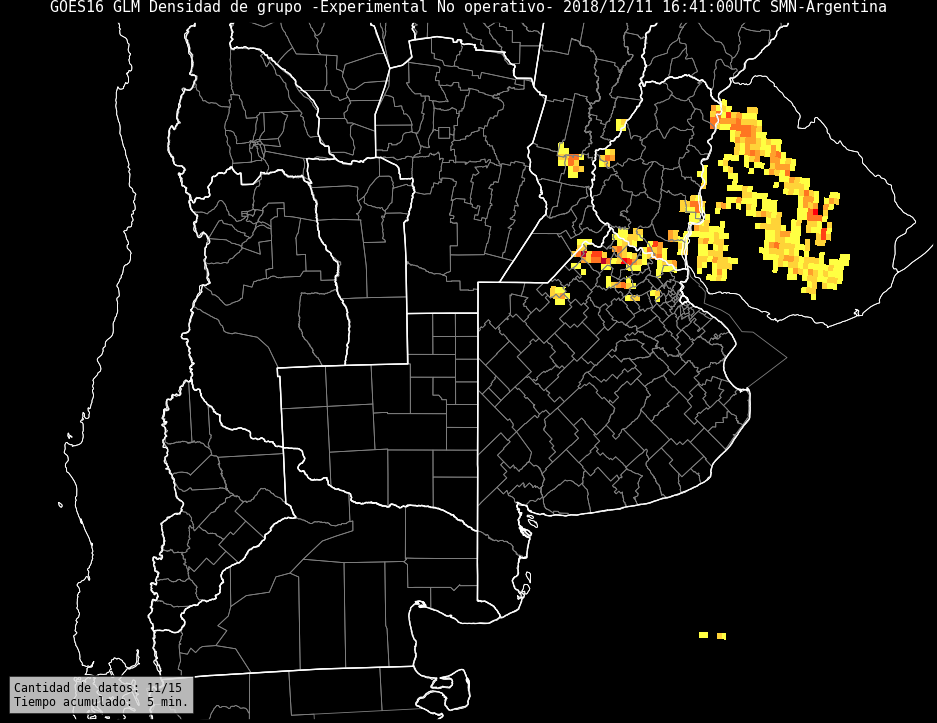 GOES16 GLM Densidad de grupo -Experimental No operativo- 2018/12/11 16:41:00UTC SMN-Argentina
Cantidad de datos: 11/15
Tiempo acumulado:  5 min.